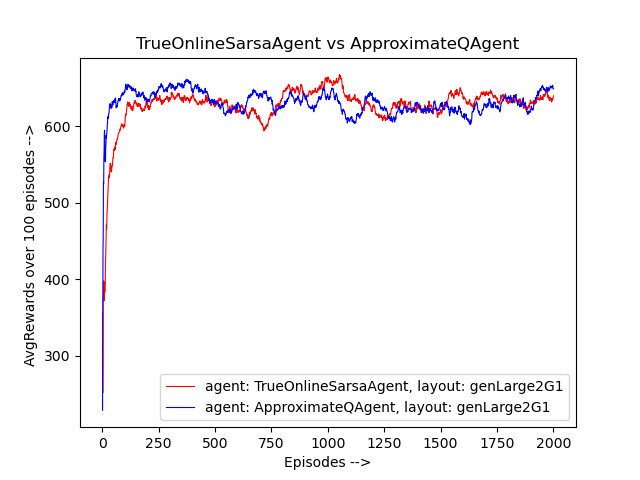 TrueOnlineSarsaAgent vs ApproximateQAgent
AvgRewards over 100 episodes -->
600
500
400
300
agent: TrueOnlineSarsaAgent, layout: genLarge2G1
agent: ApproximateQAgent, layout: genLarge2G1
0 250 500 750 1000 1250 1500 1750 2000
Episodes -->